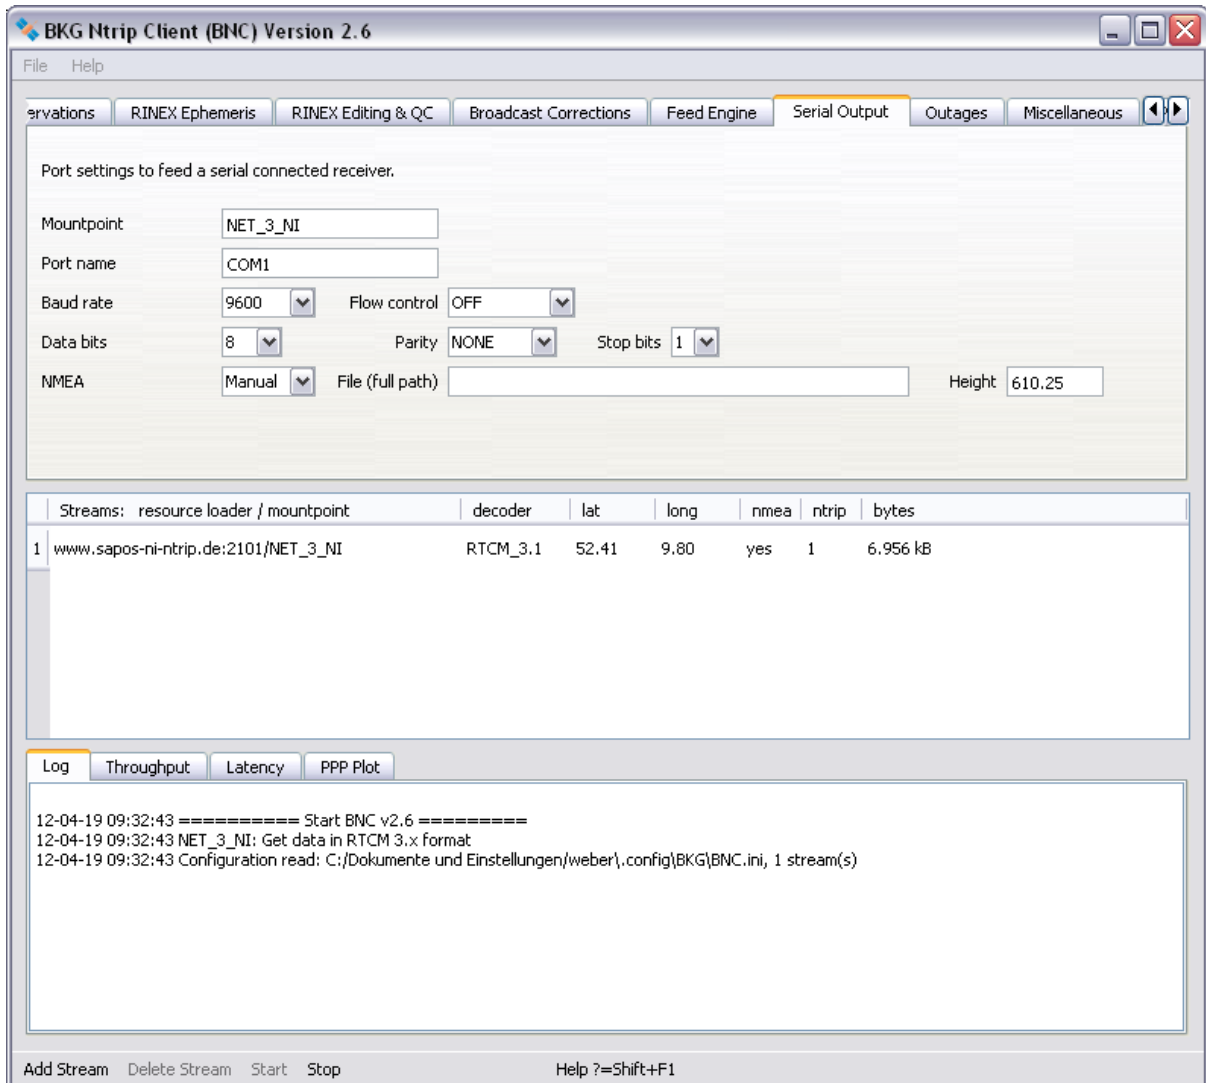 BKG Ntrip Client (BNC) Version 2.6
File Help
ervations RINEX Ephemeris RINEX Editing & QC Broadcast Corrections Feed Engine Serial Output Outages Miscellaneous
Port settings to feed a serial connected receiver.
Mountpoint NET_3_NI
Port name COM1
Baud rate 9600 Flow control OFF
Data bits 8 Parity NONE Stop bits 1
NMEA Manual File (full path) Height 610.25
Streams: resource loader / mountpoint decoder lat long nmea ntrip bytes
1 www.sapos-ni-ntrip.de:2101/NET_3_NI RTCM_3.1 52.41 9.80 yes 1 6.956 kB
Log Throughput Latency PPP Plot
12-04-19 09:32:43 ========== Start BNC v2.6 =========
12-04-19 09:32:43 NET_3_NI: Get data in RTCM 3.x format
12-04-19 09:32:43 Configuration read: C:/Dokumente und Einstellungen/weber\.config\BKG\BNC.ini, 1 stream(s)
Add Stream Delete Stream Start Stop Help ?=Shift+F1